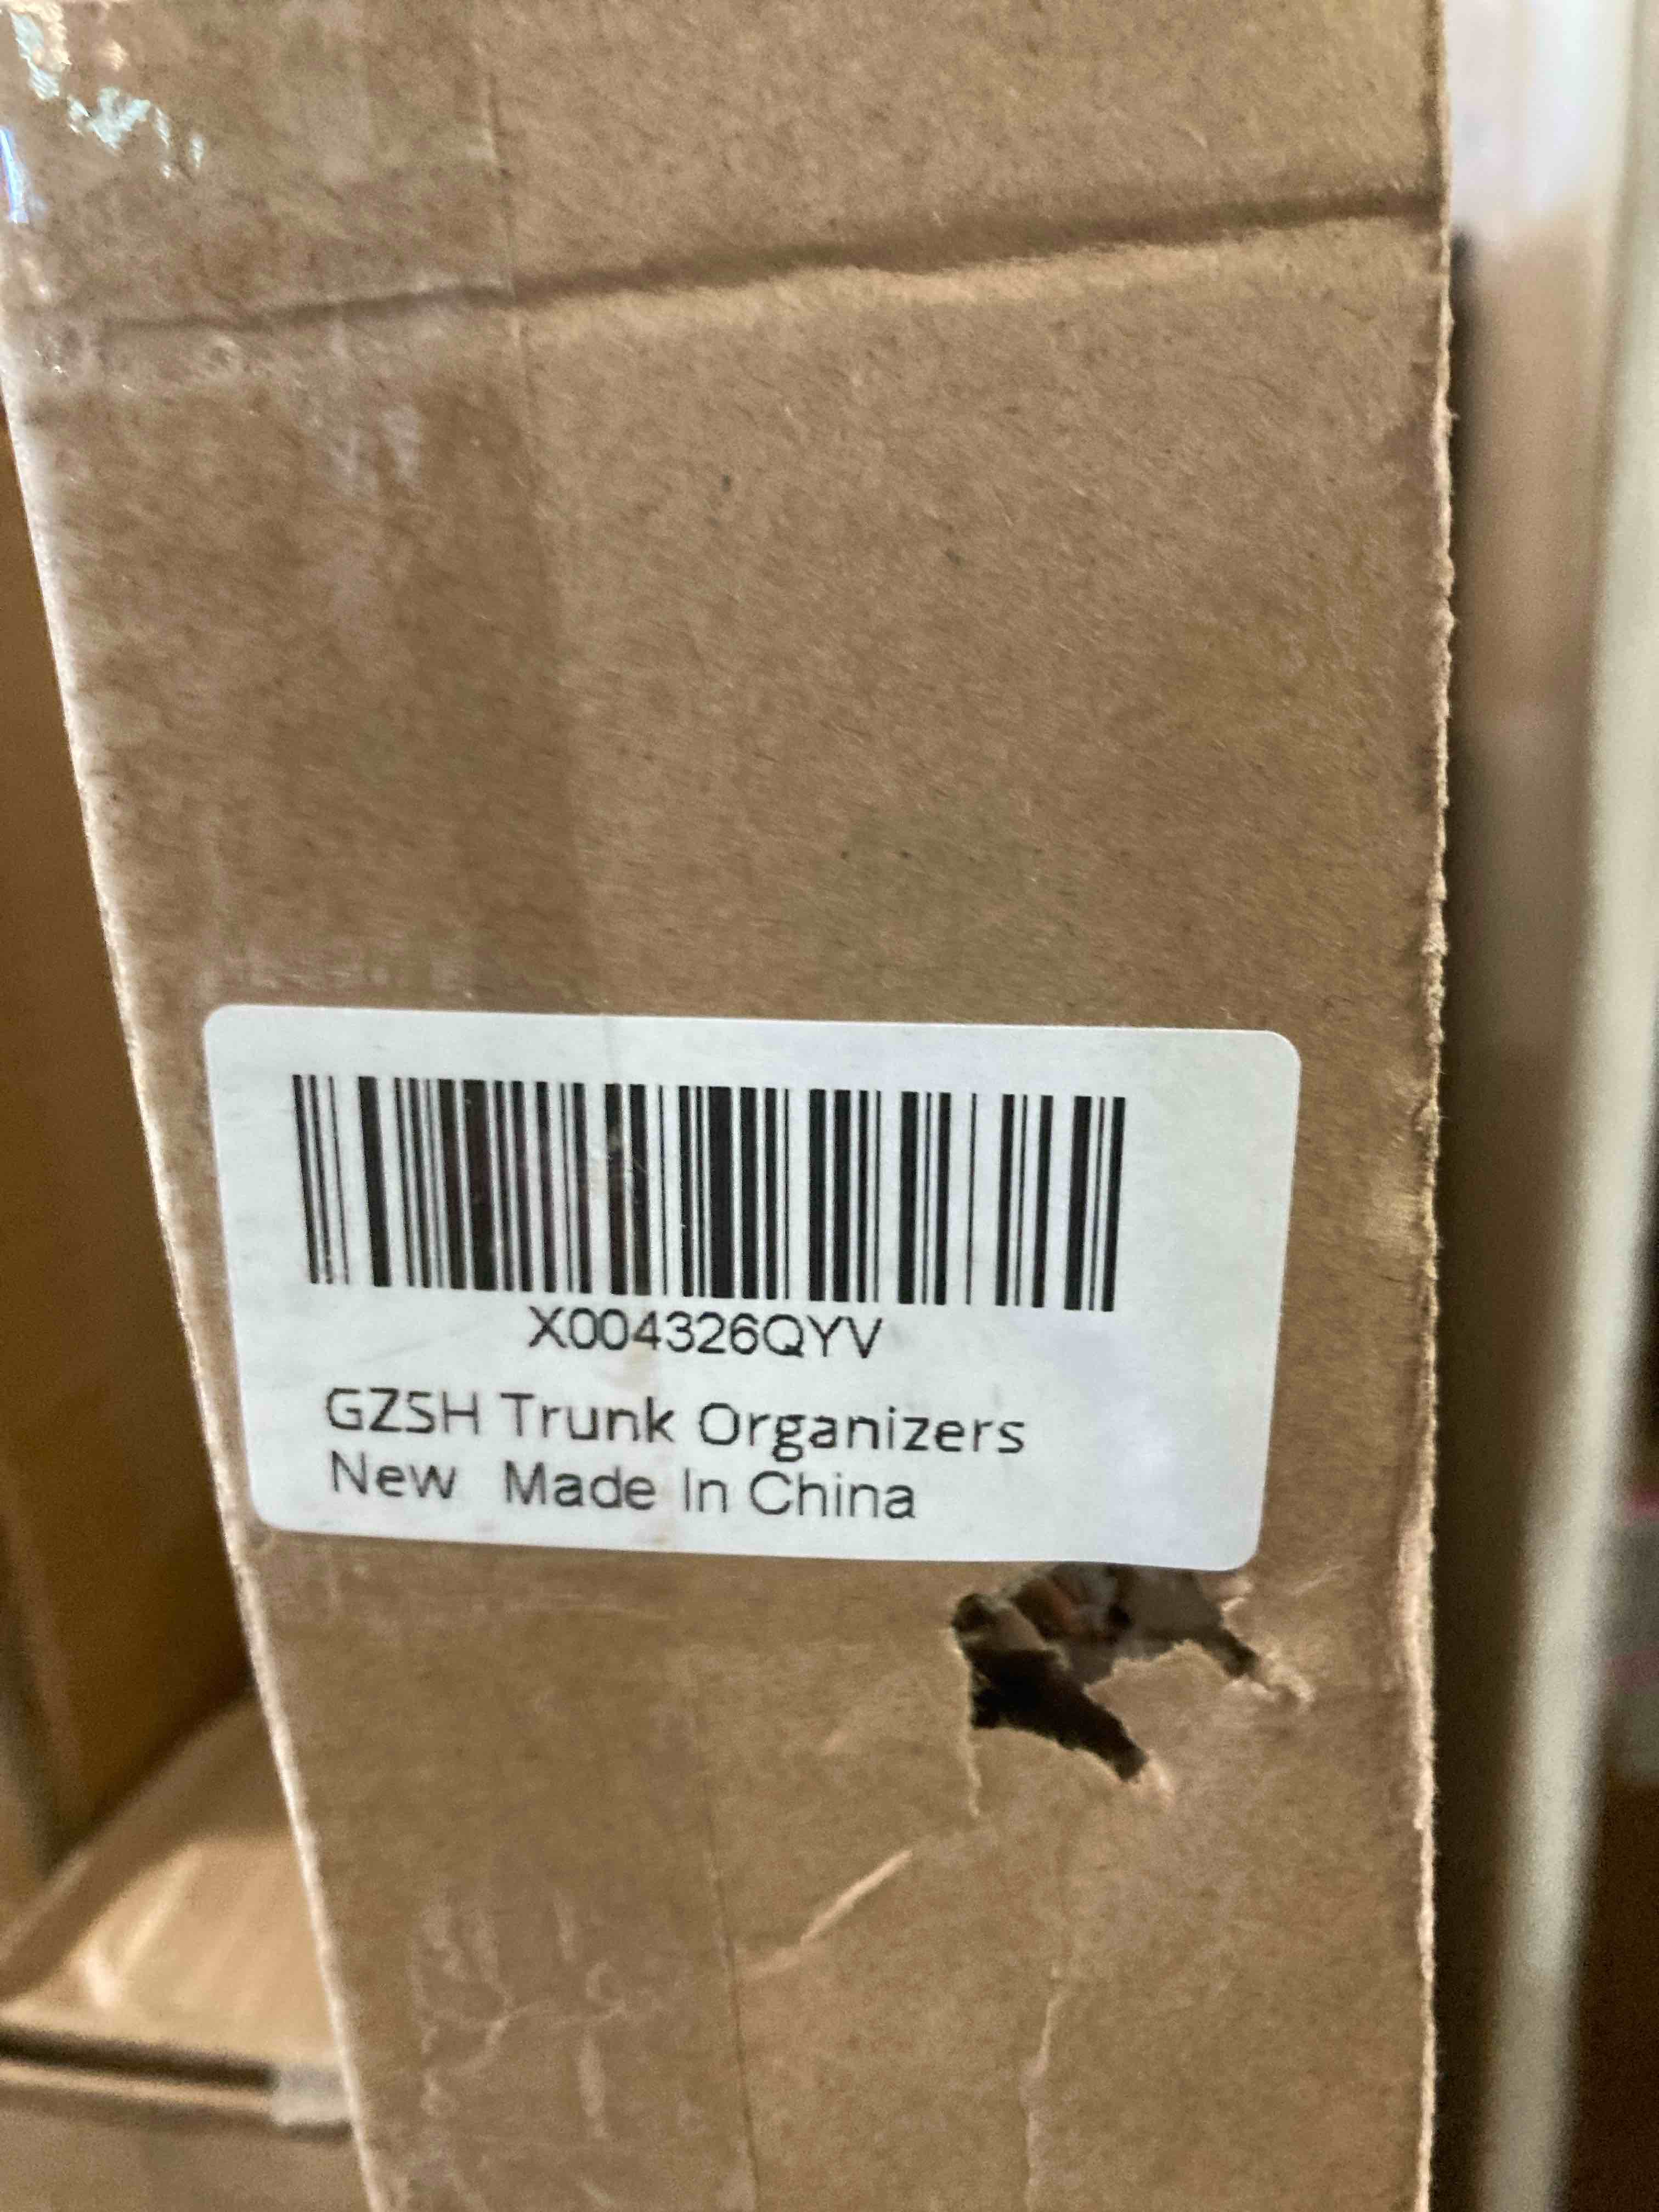 X004326QYV
GZSH Trunk Organizers
New Made In China